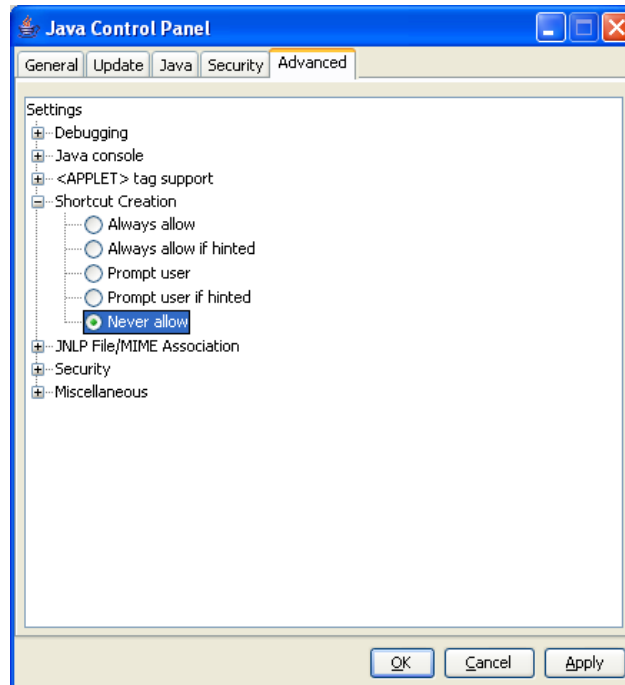 Java Control Panel
General Update Java Security Advanced
Settings
Debugging
Java console
<APPLET> tag support
Shortcut Creation
Always allow
Always allow if hinted
Prompt user
Prompt user if hinted
Never allow
JNLP File/MIME Association
Security
Miscellaneous
OK Cancel Apply